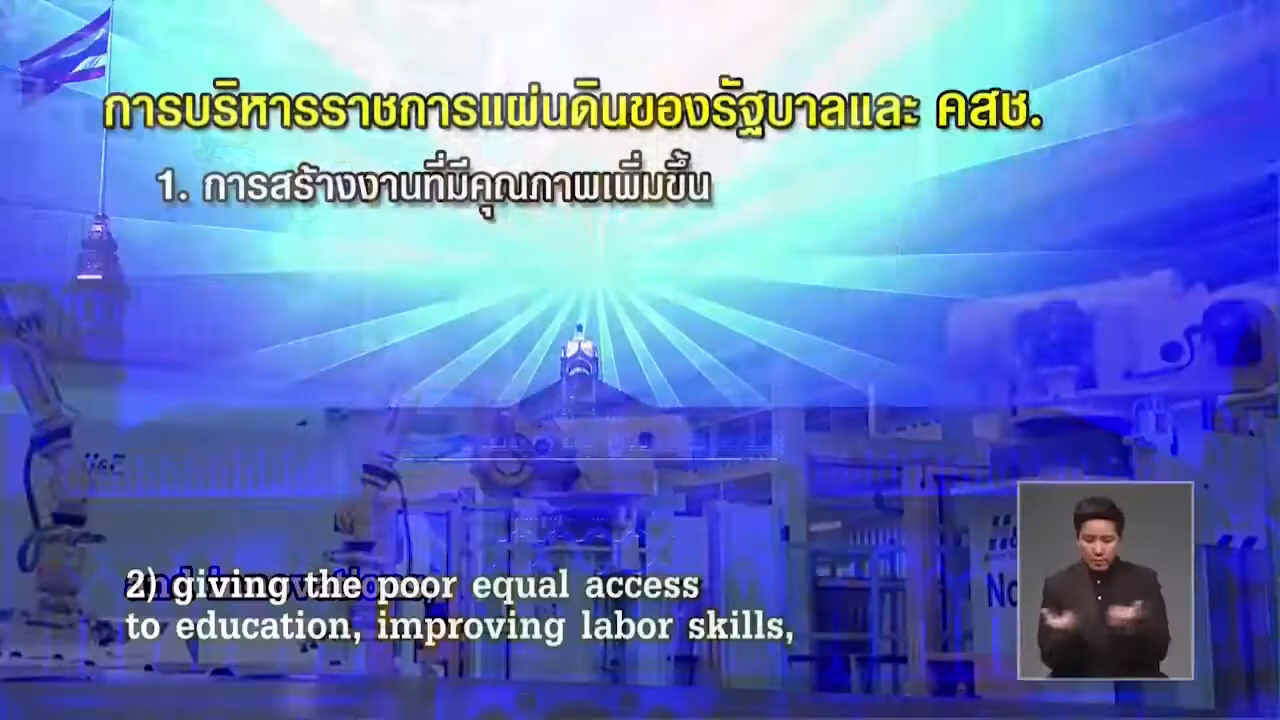 การบริหารราชการแผ่นดินของรัฐบาลและ คสช.
1. การสร้างงานที่มีคุณภาพเพิ่มขึ้น
2) giving the poor equal access
to education, improving labor skills,